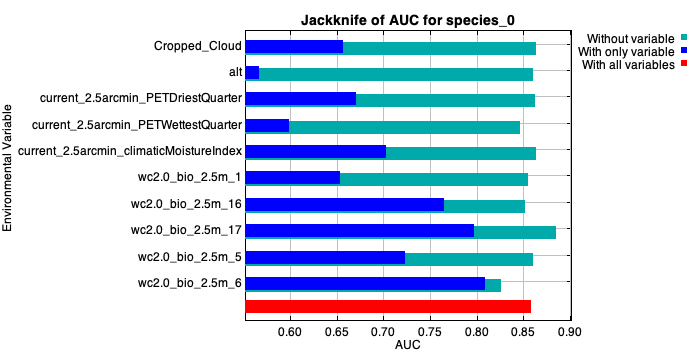 Jackknife of AUC for species_0
Without variable
With only variable
With all variables
Environmental Variable
Cropped_Cloud
alt
current_2.5arcmin_PETDriestQuarter
current_2.5arcmin_PETWettestQuarter
current_2.5arcmin_climaticMoistureIndex
wc2.0_bio_2.5m_1
wc2.0_bio_2.5m_16
wc2.0_bio_2.5m_17
wc2.0_bio_2.5m_5
wc2.0_bio_2.5m_6
0.60 0.65 0.70 0.75 0.80 0.85 0.90
AUC